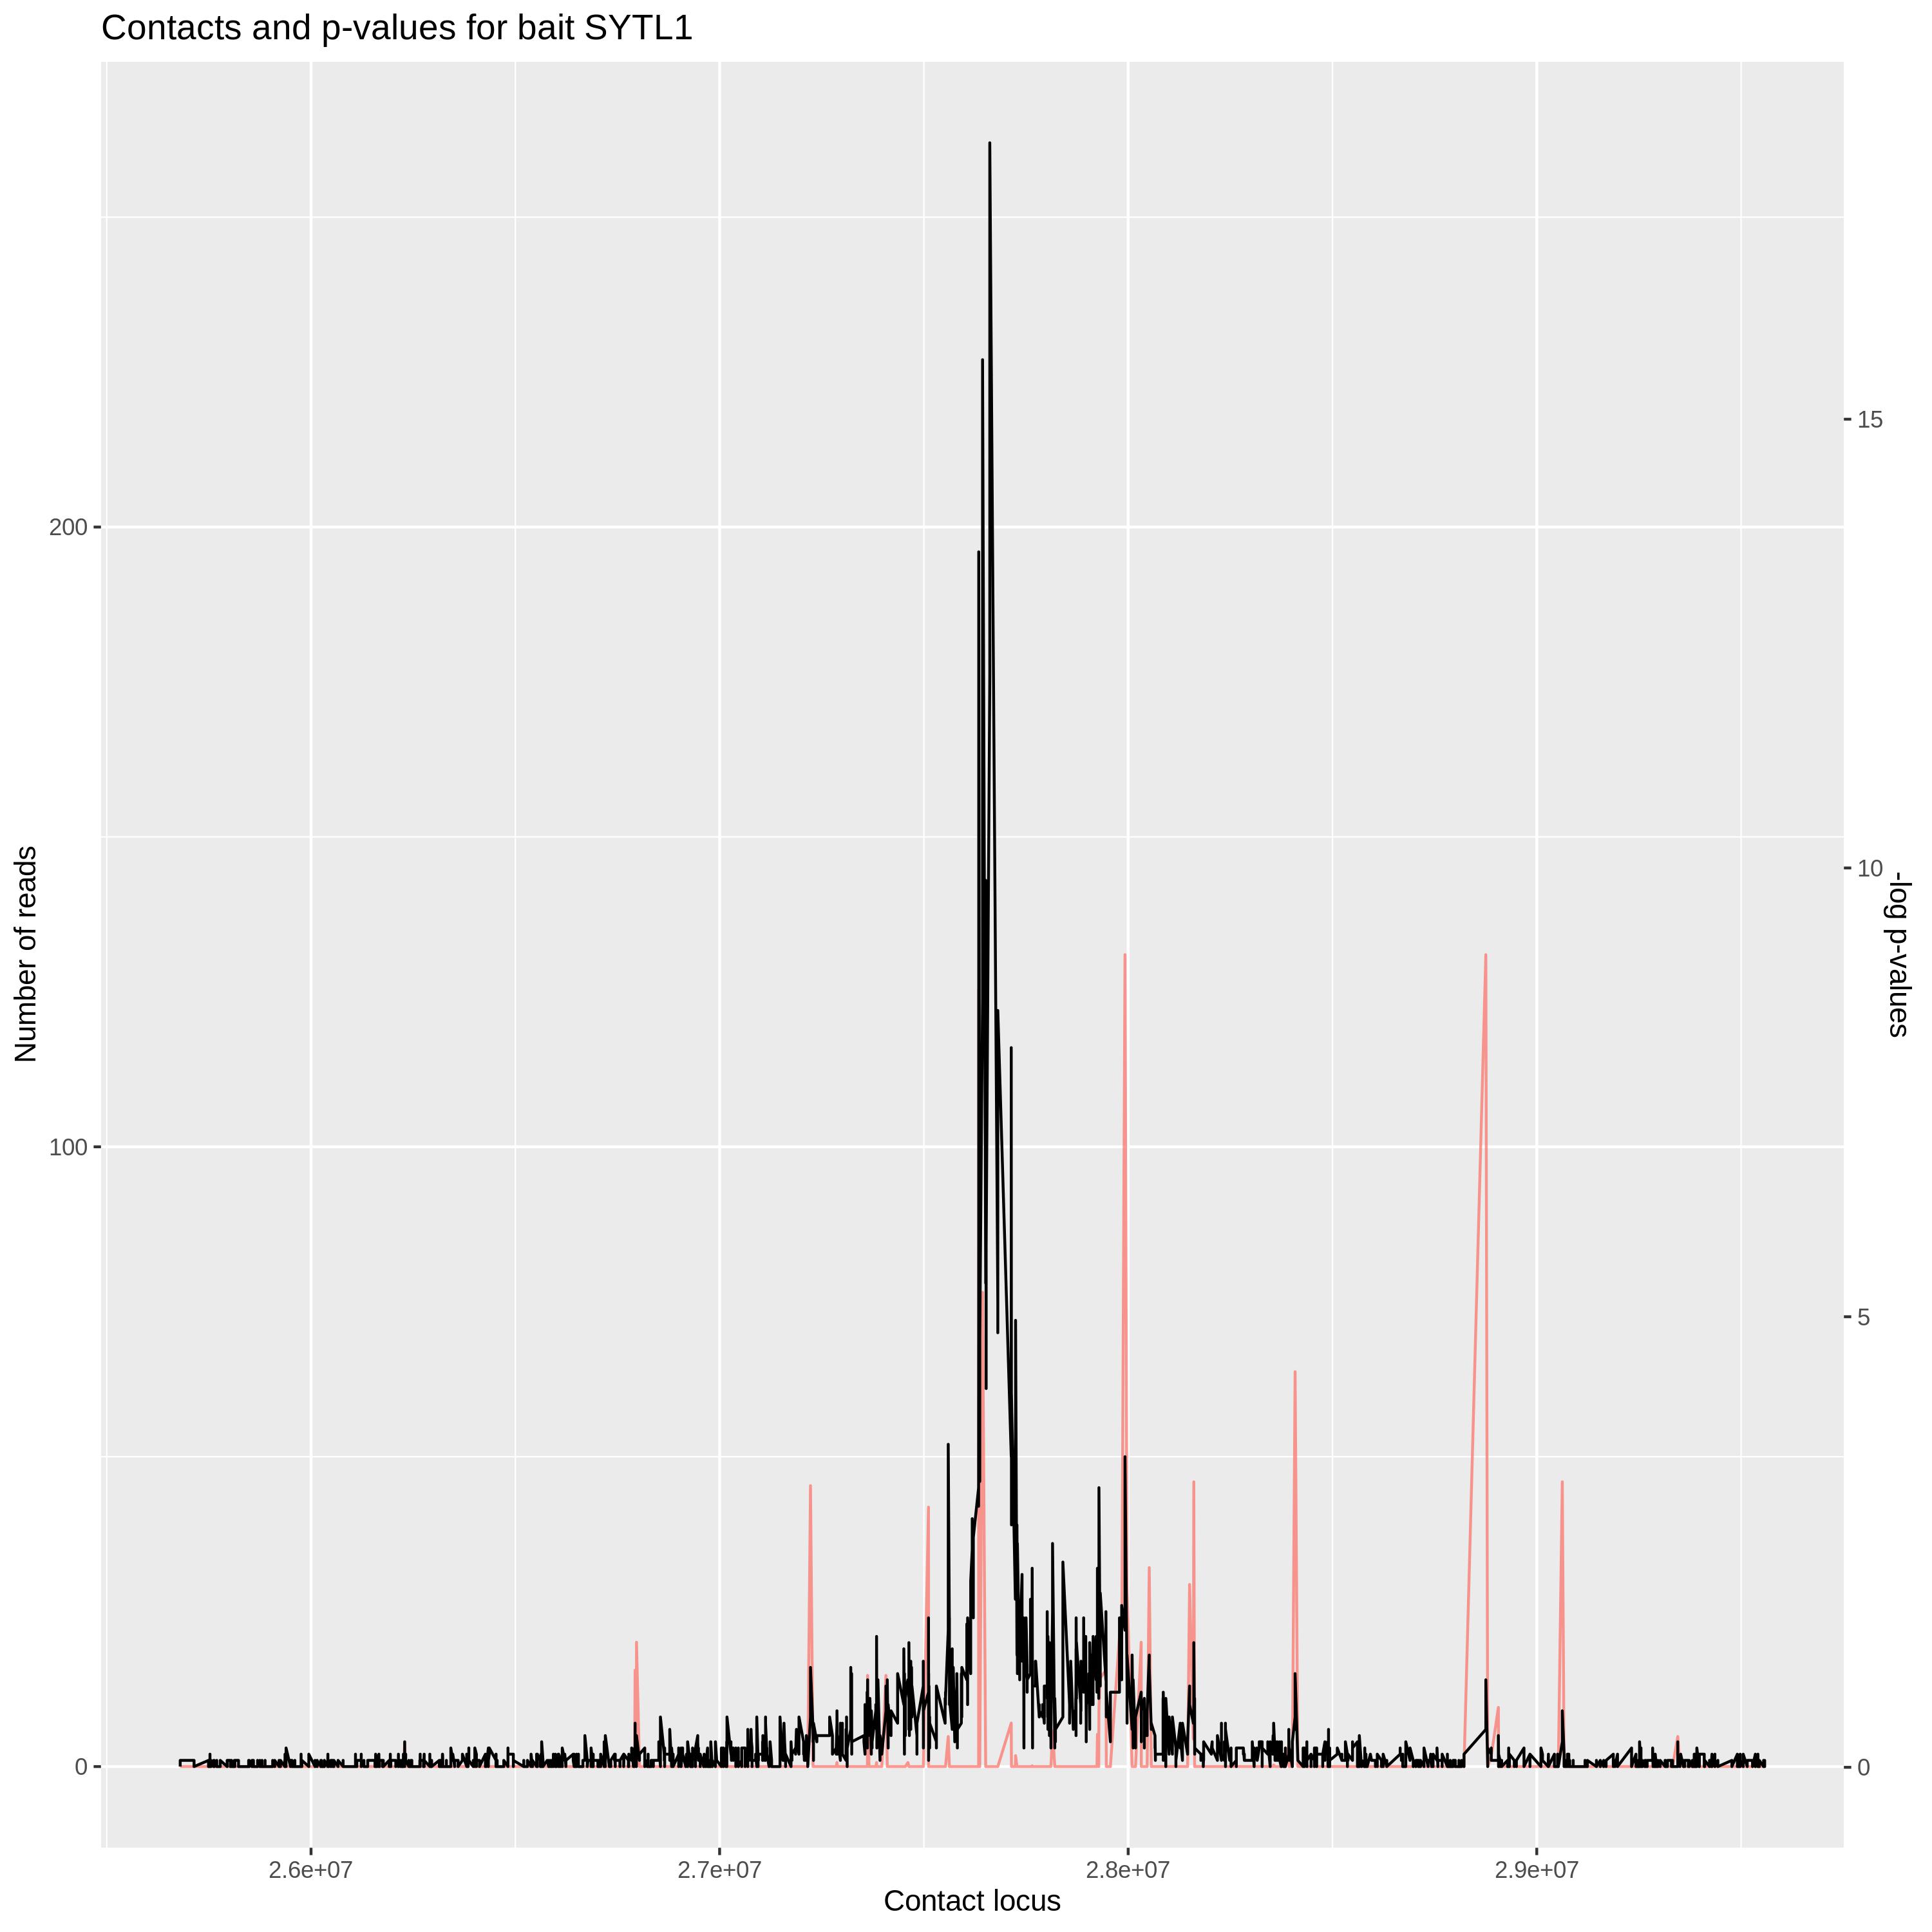 Contacts and p-values for bait SYTL1
Number of reads
200
100
0
15
10
5
0
-log p-values
2.6e+07 2.7e+07 2.8e+07 2.9e+07
Contact locus